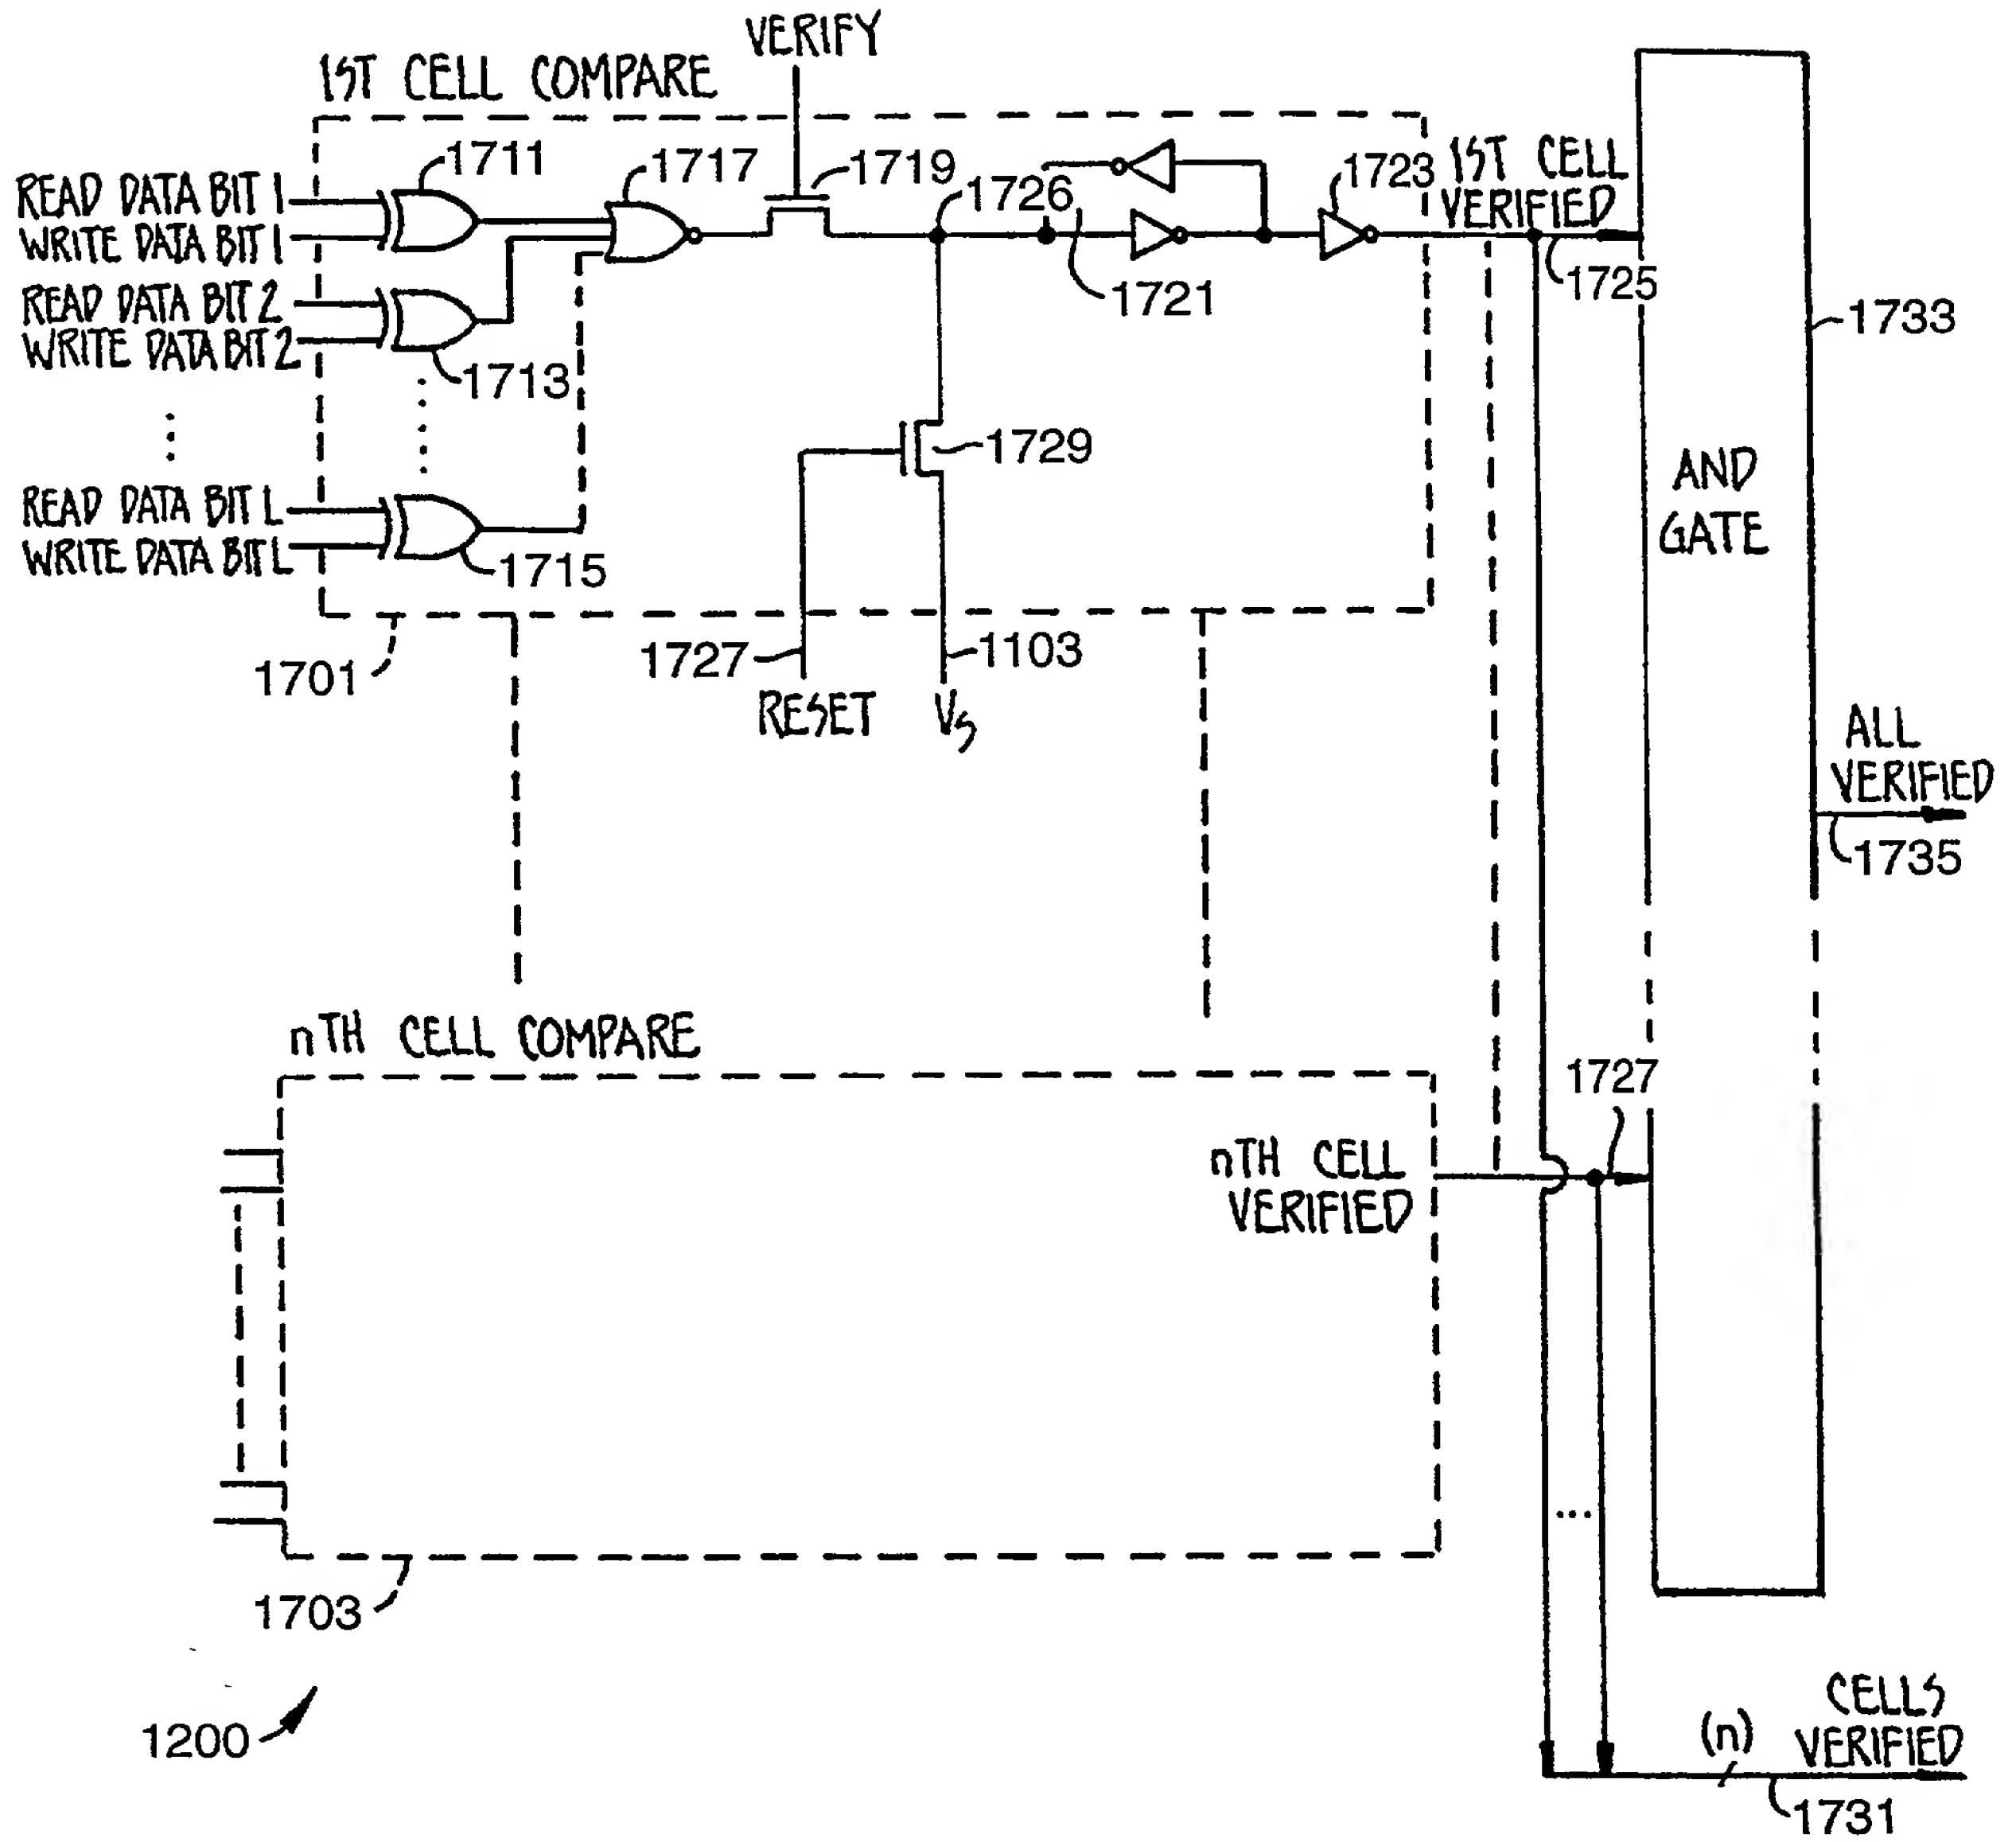 VERIFY
1ST CELL COMPARE
1711
1717
1719
1726
1723
1ST CELL
VERIFIED
READ DATA BIT 1
WRITE DATA BIT 1
1725
1721
READ DATA BIT 2
WRITE DATA BIT 2
1713
1733
1729
AND
GATE
READ DATA BIT L
WRITE DATA BIT L
1715
1701
1727
1103
RESET
VS
ALL
VERIFIED
1735
nTH CELL COMPARE
1727
nTH CELL
VERIFIED
...
1703
1200
(n)
CELLS
VERIFIED
1731